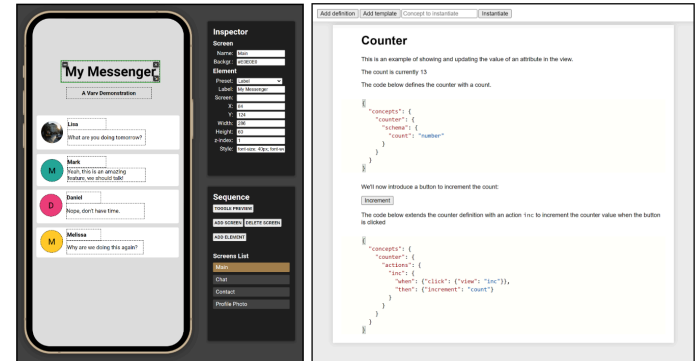 My Messenger
A Varv Demonstration
Lisa
What are you doing tomorrow?
M
Mark
Yeah, this is an amazing
feature, we should talk!
D
Daniel
Nope, don't have time.
M
Melissa
Why are we doing this again?
Inspector
Screen
Name: Main
Backgr.: #E0E0E0
Element
Preset: Label
Label: My Messenger
Screen:
X: 84
Y: 124
Width: 286
Height: 60
z-index: 1
Style: font-size: 40px; font-we
Sequence
TOGGLE PREVIEW
ADD SCREEN DELETE SCREEN
ADD ELEMENT
Screens List
Main
Chat
Contact
Profile Photo
Add definition Add template Concept to instantiate Instantiate
Counter
This is an example of showing and updating the value of an attribute in the view.
The count is currently 13
The code below defines the counter with a count.
{
"concepts": {
"counter": {
"schema": {
"count": "number"
}
}
}
}
We'll now introduce a button to increment the count:
Increment
The code below extends the counter definition with an action inc to increment the counter value when the button
is clicked
{
"concepts": {
"counter": {
"actions": {
"inc": {
"when": {"click": {"view": "inc"}},
"then": {"increment": "count"}
}
}
}
}
}